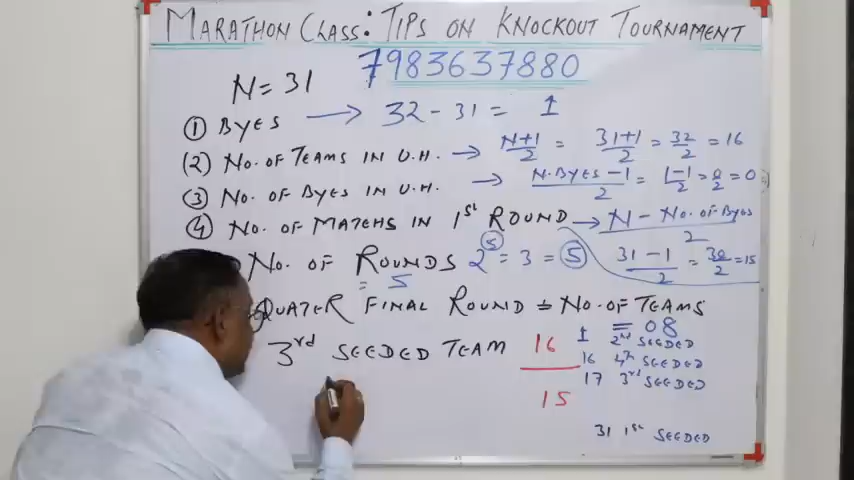 MARATHON CLASS: TIPS ON KNOCKOUT TOURNAMENT
7983637880
N = 31
① BYES → 32 - 31 = 1
(2) NO. OF TEAMS IN U.H. → N+1/2 = 31+1/2 = 32/2 = 16
③ NO. OF BYES IN U.H. → N.BYES-1/2 = 1-1/2 = 0/2 = 0
④ NO. OF MATCHS IN 1st ROUND → N - NO. OF BYES/2
31-1/2 = 30/2 = 15
NO. OF ROUNDS 2⑤ = 3 = ⑤
= 5
QUATER FINAL ROUND = NO. OF TEAMS
= 08
3rd SEEDED TEAM
16
15
1 2nd SEEDED
16 4th SEEDED
17 3rd SEEDED
31 1st SEEDED